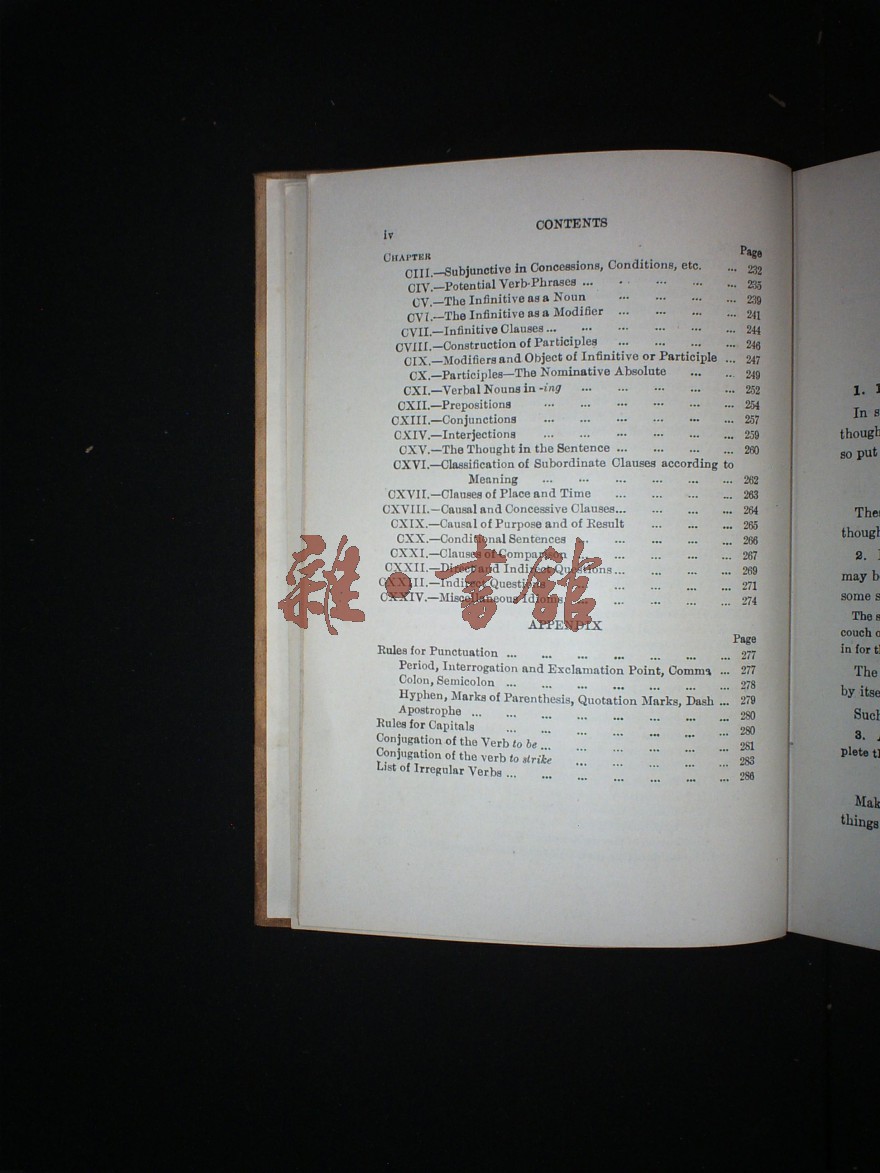 iv
CONTENTS
CHAPTER Page
CIII.—Subjunctive in Concessions, Conditions, etc. ... 232
CIV.—Potential Verb-Phrases ... ... ... ... ... 235
CV.—The Infinitive as a Noun ... ... ... ... 239
CVI.—The Infinitive as a Modifier ... ... ... ... 241
CVII.—Infinitive Clauses ... ... ... ... ... ... 244
CVIII.—Construction of Participles ... ... ... ... 246
CIX.—Modifiers and Object of Infinitive or Participle ... 247
CX.—Participles—The Nominative Absolute ... ... 249
CXI.—Verbal Nouns in -ing ... ... ... ... ... 252
CXII.—Prepositions ... ... ... ... ... ... 254
CXIII.—Conjunctions ... ... ... ... ... ... 257
CXIV.—Interjections ... ... ... ... ... ... 259
CXV.—The Thought in the Sentence ... ... ... ... 260
CXVI.—Classification of Subordinate Clauses according to
Meaning ... ... ... ... ... ... 262
CXVII.—Clauses of Place and Time ... ... ... ... 263
CXVIII.—Causal and Concessive Clauses... ... ... ... 264
CXIX.—Causal of Purpose and of Result ... ... ... 265
CXX.—Conditional Sentences ... ... ... ... ... 266
CXXI.—Clauses of Comparison ... ... ... ... ... 267
CXXII.—Direct and Indirect Questions ... ... ... ... 269
CXXIII.—Indirect Questions ... ... ... ... 271
CXXIV.—Miscellaneous Idioms ... ... ... ... ... 274
雜·書館
APPENDIX
Page
Rules for Punctuation ... ... ... ... ... ... ... 277
Period, Interrogation and Exclamation Point, Comma ... 277
Colon, Semicolon ... ... ... ... ... ... ... 278
Hyphen, Marks of Parenthesis, Quotation Marks, Dash ... 279
Apostrophe ... ... ... ... ... ... ... ... 280
Rules for Capitals ... ... ... ... ... ... ... 280
Conjugation of the Verb to be ... ... ... ... ... ... 281
Conjugation of the verb to strike ... ... ... ... ... 283
List of Irregular Verbs ... ... ... ... ... ... ... 286
1.
In s
though
so put
Thes
though
2.
may b
some s
The s
couch o
in for t
The
by itse
Such
3.
plete t
Mak
things